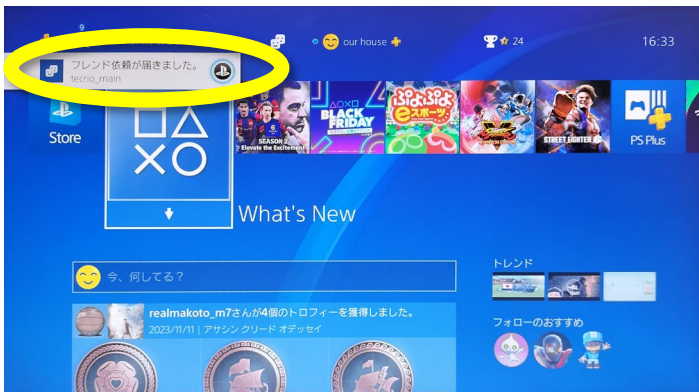 9
our house
24
16:33
フレンド依頼が届きました。
tecrio_main
Store
SEASON 2
Elevate the Excitement
BLACK
FRIDAY
ぷよぷよ
eスポーツ
STREET FIGHTER
PS Plus
What's New
今、何してる？
realmakoto_m7さんが4個のトロフィーを獲得しました。
2023/11/11 | アサシン クリード オデッセイ
トレンド
フォローのおすすめ